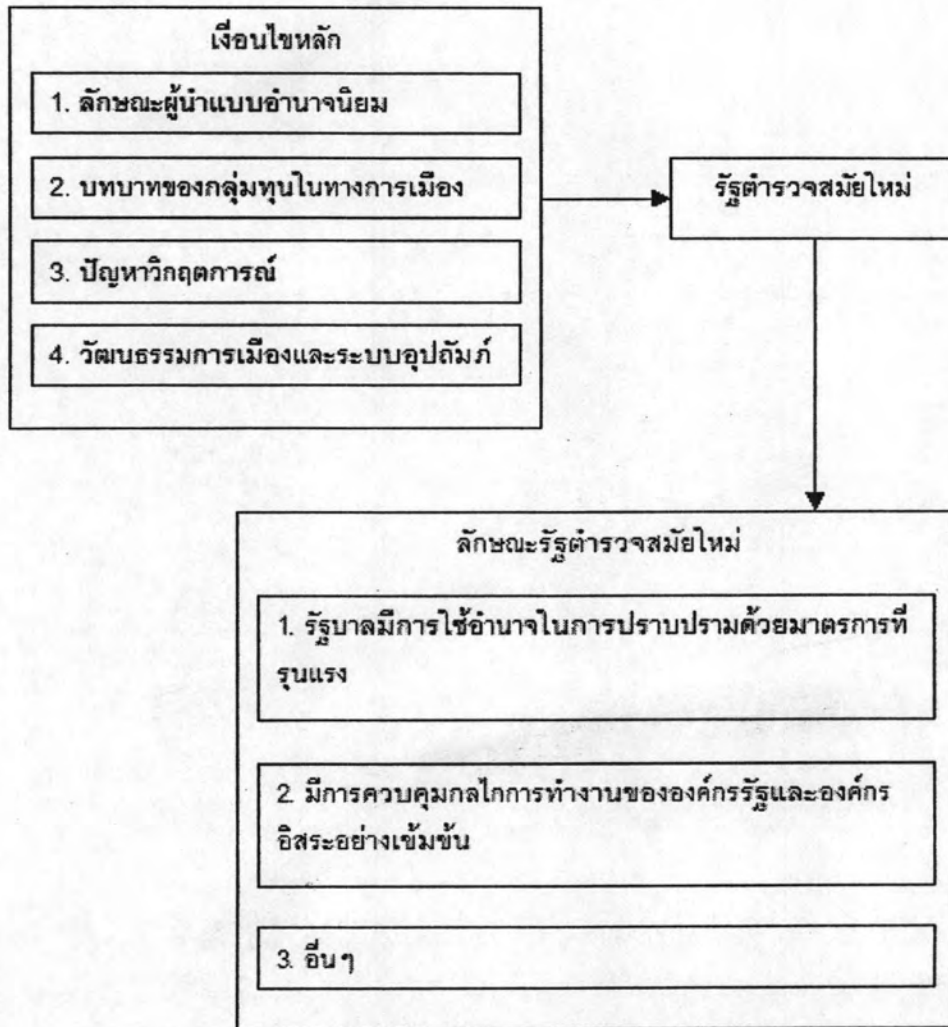 เงื่อนไขหลัก
1. ลักษณะผู้นำแบบอำนาจนิยม
2. บทบาทของกลุ่มทุนในทางการเมือง
3. ปัญหาวิกฤตการณ์
4. วัฒนธรรมการเมืองและระบบอุปถัมภ์
รัฐตำรวจสมัยใหม่
ลักษณะรัฐตำรวจสมัยใหม่
1. รัฐบาลมีการใช้อำนาจในการปราบปรามด้วยมาตรการที่
รุนแรง
2. มีการควบคุมกลไกการทำงานขององค์กรรัฐและองค์กร
อิสระอย่างเข้มข้น
3. อื่นๆ